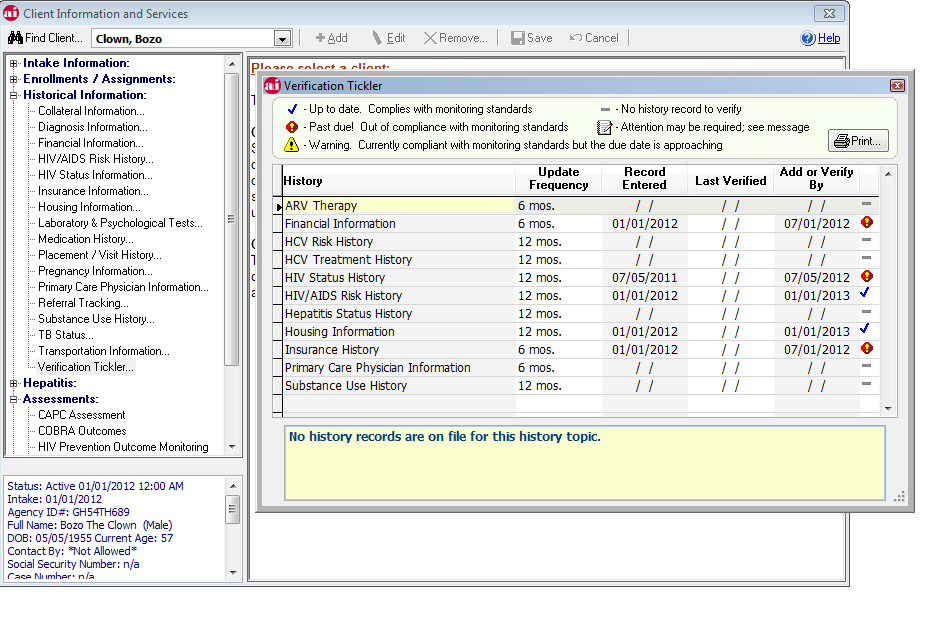 ai Client Information and Services
Find Client... Clown, Bozo Add Edit Remove... Save Cancel ? Help
Intake Information:
Enrollments / Assignments:
Historical Information:
Collateral Information...
Diagnosis Information...
Financial Information...
HIV/AIDS Risk History...
HIV Status Information...
Insurance Information...
Housing Information...
Laboratory & Psychological Tests...
Medication History...
Placement / Visit History...
Pregnancy Information...
Primary Care Physician Information...
Referral Tracking...
Substance Use History...
TB Status...
Transportation Information...
Verification Tickler...
Hepatitis:
Assessments:
CAPC Assessment
COBRA Outcomes
HIV Prevention Outcome Monitoring
Status: Active 01/01/2012 12:00 AM
Intake: 01/01/2012
Agency ID#: GH54TH689
Full Name: Bozo The Clown (Male)
DOB: 05/05/1955 Current Age: 57
Contact By: *Not Allowed*
Social Security Number: n/a
Case Number: n/a
Please select a client:
ai Verification Tickler
- Up to date. Complies with monitoring standards - No history record to verify
- Past due! Out of compliance with monitoring standards - Attention may be required; see message
- Warning. Currently compliant with monitoring standards but the due date is approaching
Print...
History Update Frequency Record Entered Last Verified Add or Verify By
ARV Therapy 6 mos. / / / / / /
Financial Information 6 mos. 01/01/2012 / / 07/01/2012
HCV Risk History 12 mos. / / / / / /
HCV Treatment History 12 mos. / / / / / /
HIV Status History 12 mos. 07/05/2011 / / 07/05/2012
HIV/AIDS Risk History 12 mos. 01/01/2012 / / 01/01/2013
Hepatitis Status History 12 mos. / / / / / /
Housing Information 12 mos. 01/01/2012 / / 01/01/2013
Insurance History 6 mos. 01/01/2012 / / 07/01/2012
Primary Care Physician Information 6 mos. / / / / / /
Substance Use History 12 mos. / / / / / /
No history records are on file for this history topic.